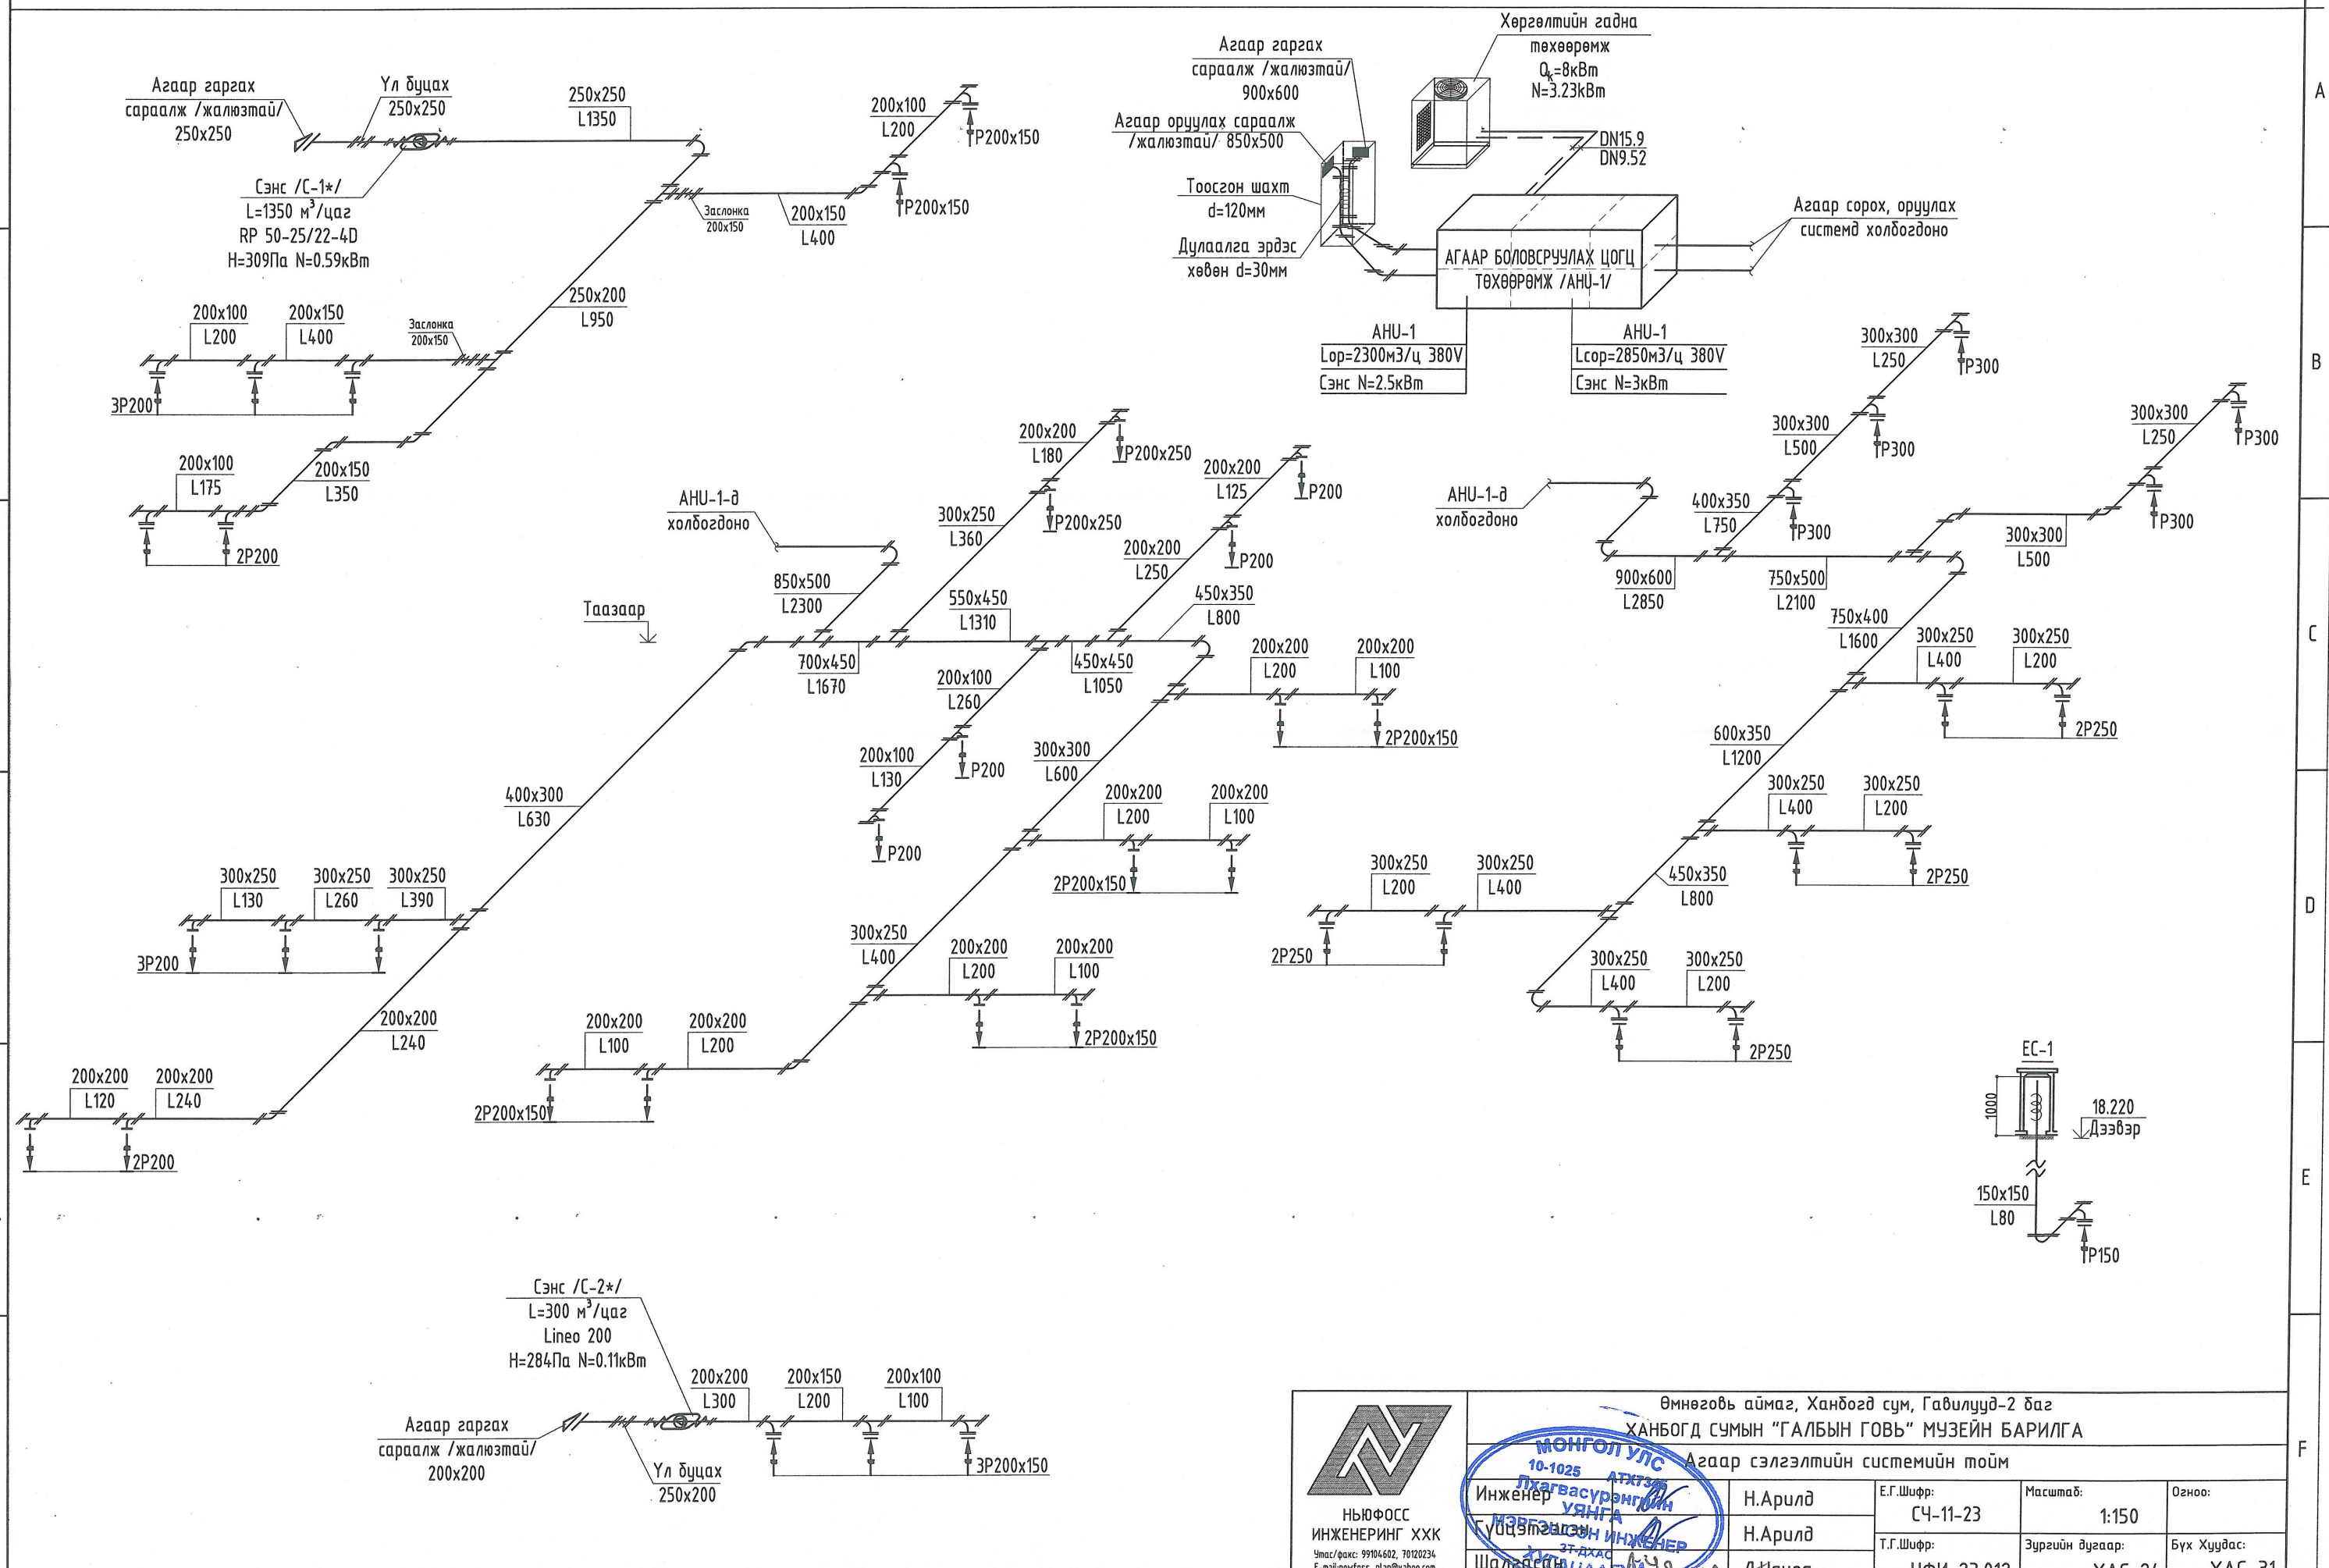 Агаар гаргах
сараалж /жалюзтай/
250x250
Үл буцах
250x250
250x250
L1350
200x100
L200
P200x150
P200x150
Сэнс /С-1*/
L=1350 м³/цаг
RP 50-25/22-4D
H=309Па N=0.59кВт
Заслонка
200x150
200x150
L400
250x200
L950
200x100
L200
200x150
L400
Заслонка
200x150
3P200
200x100
L175
200x150
L350
2P200
Агаар гаргах
сараалж /жалюзтай/
900x600
Агаар оруулах сараалж
/жалюзтай/ 850x500
Тоосгон шахт
d=120мм
Дулаалга эрдэс
хөвөн d=30мм
Хөргөлтийн гадна
төхөөрөмж
Qk=8кВт
N=3.23кВт
DN15.9
DN9.52
Агаар сорох, оруулах
системд холбогдоно
АГААР БОЛОВСРУУЛАХ ЦОГЦ
ТӨХӨӨРӨМЖ /AHU-1/
AHU-1
Lор=2300м3/ц 380V
Сэнс N=2.5кВт
AHU-1
Lсор=2850м3/ц 380V
Сэнс N=3кВт
AHU-1-д
холбогдоно
850x500
L2300
Таазаар
200x200
L180
P200x250
300x250
L360
P200x250
200x200
L125
P200
200x200
L250
P200
550x450
L1310
450x350
L800
700x450
L1670
450x450
L1050
200x100
L260
P200
200x100
L130
P200
200x200
L200
200x200
L100
2P200x150
300x300
L600
200x200
L200
200x200
L100
2P200x150
400x300
L630
300x250
L130
300x250
L260
300x250
L390
3P200
300x250
L400
200x200
L200
200x200
L100
2P200x150
200x200
L240
200x200
L100
200x200
L200
2P200x150
200x200
L120
200x200
L240
2P200
AHU-1-д
холбогдоно
300x300
L250
P300
300x300
L500
P300
400x350
L750
P300
300x300
L250
P300
P300
300x300
L500
900x600
L2850
750x500
L2100
750x400
L1600
300x250
L400
300x250
L200
2P250
600x350
L1200
300x250
L400
300x250
L200
2P250
450x350
L800
300x250
L200
300x250
L400
2P250
300x250
L400
300x250
L200
2P250
ЕС-1
1000
18.220
Дээвэр
150x150
L80
P150
Сэнс /С-2*/
L=300 м³/цаг
Lineo 200
H=284Па N=0.11кВт
200x200
L300
200x150
L200
200x100
L100
Агаар гаргах
сараалж /жалюзтай/
200x200
Үл буцах
250x200
3P200x150
A
B
C
D
E
F
Өмнөговь аймаг, Ханбогд сум, Гавилууд-2 баг
ХАНБОГД СУМЫН "ГАЛБЫН ГОВЬ" МУЗЕЙН БАРИЛГА
Агаар сэлгэлтийн системийн тойм
НЬЮФОСС
ИНЖЕНЕРИНГ ХХК
Утас/факс: 99104602, 70120234
Инженер
Н.Арилд
Гүйцэтгэсэн
Н.Арилд
Шалгасан
Е.Г.Шифр:
СЧ-11-23
Масштаб:
1:150
Огноо:
Т.Г.Шифр:
Зургийн дугаар:
Бүх Хуудас:
МОНГОЛ УЛС
10-1025
Лхагвасүрэнгийн
УЯНГА
МЭРГЭШСЭН ИНЖЕНЕР